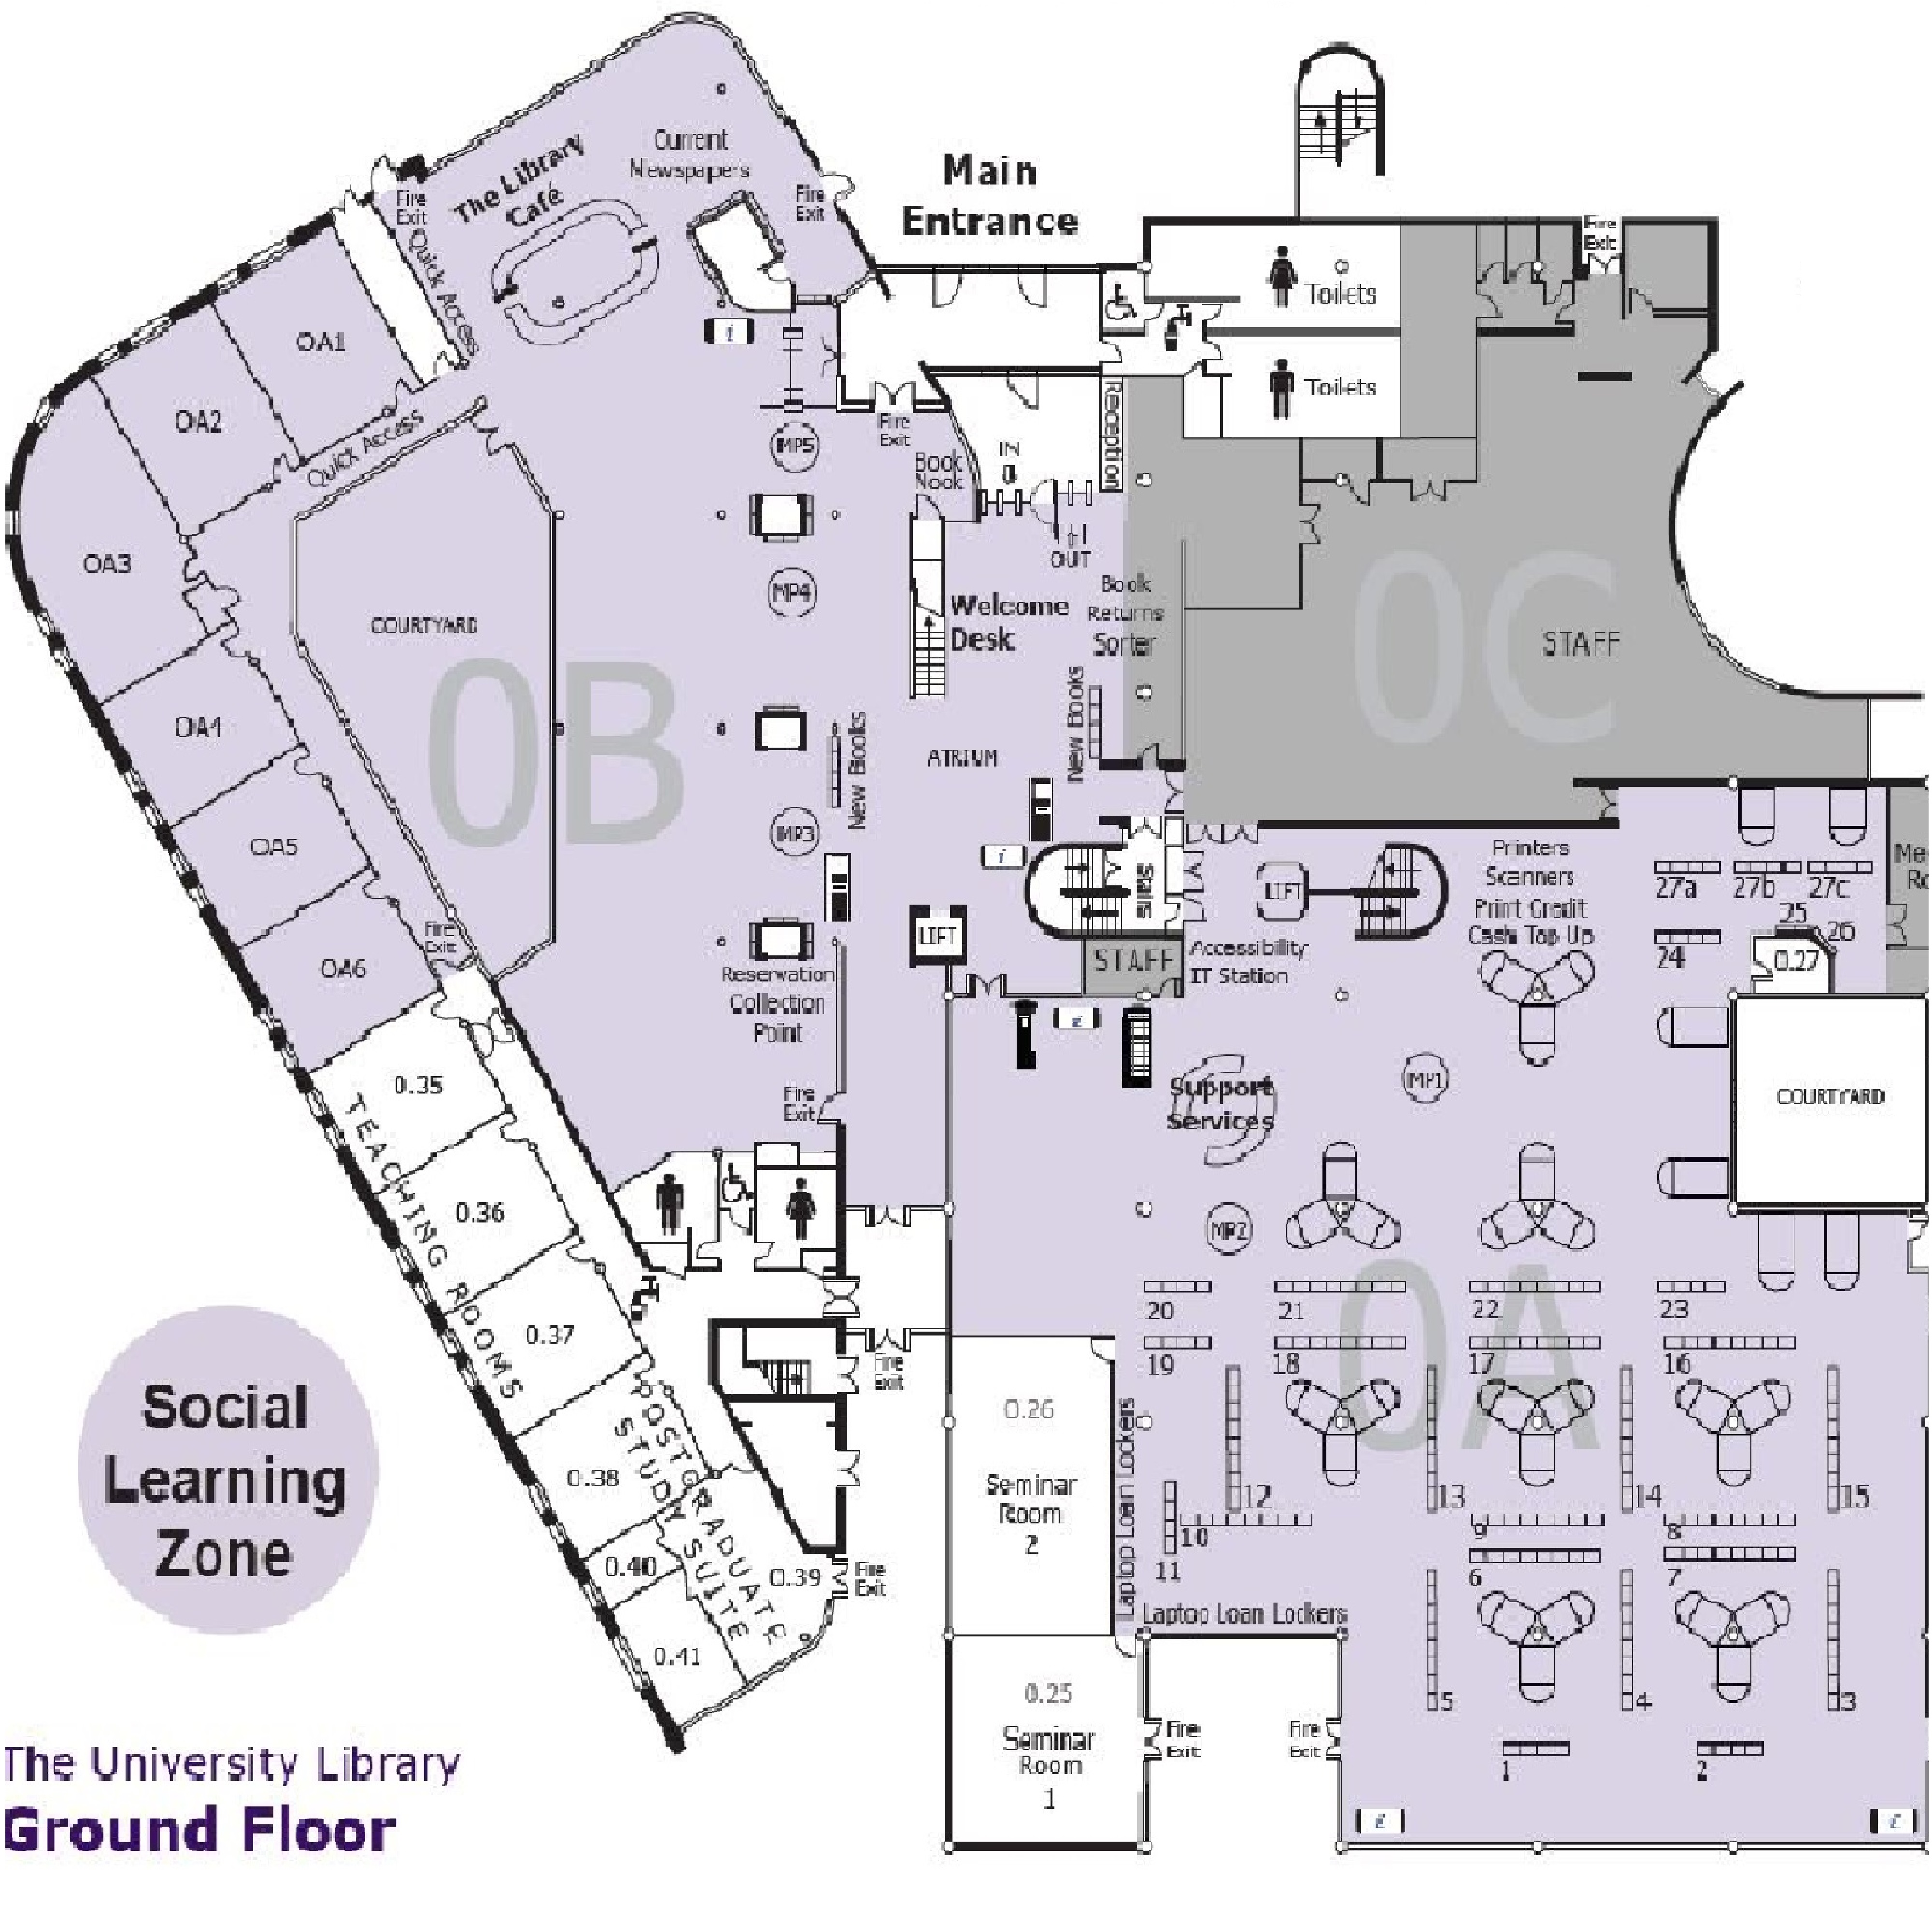 Current
Newspapers
The Library
Café
Fire
Exit
Quick Access
Fire
Exit
Main
Entrance
Toilets
Toilets
Fire
Exit
OA1
OA2
OA3
OA4
OA5
OA6
Quick Access
COURTYARD
0B
i
MP5
MP4
MP3
Fire
Exit
Book
Nook
IN
OUT
Reception
Welcome
Desk
Book
Returns
Sorter
New Books
New Books
ATRIUM
0C
STAFF
i
Stairs
LIFT
LIFT
STAFF
Accessibility
IT Station
Printers
Scanners
Print Credit
Cash Top Up
27a
27b
27c
25
26
24
0.27
Me
Ro
COURTYARD
Fire
Exit
Reservation
Collection
Point
Fire
Exit
i
Support
Services
MP1
MP2
0A
TEACHING ROOMS
0.35
0.36
0.37
0.38
0.40
0.41
0.39
POSTGRADUATE
STUDY SUITE
Fire
Exit
Fire
Exit
20
21
22
23
19
18
17
16
12
13
14
15
10
11
9
8
6
7
5
4
3
1
2
0.26
Seminar
Room
2
Laptop Loan Lockers
Laptop Loan Lockers
0.25
Seminar
Room
1
Fire
Exit
Fire
Exit
i
i
Social
Learning
Zone
The University Library
Ground Floor